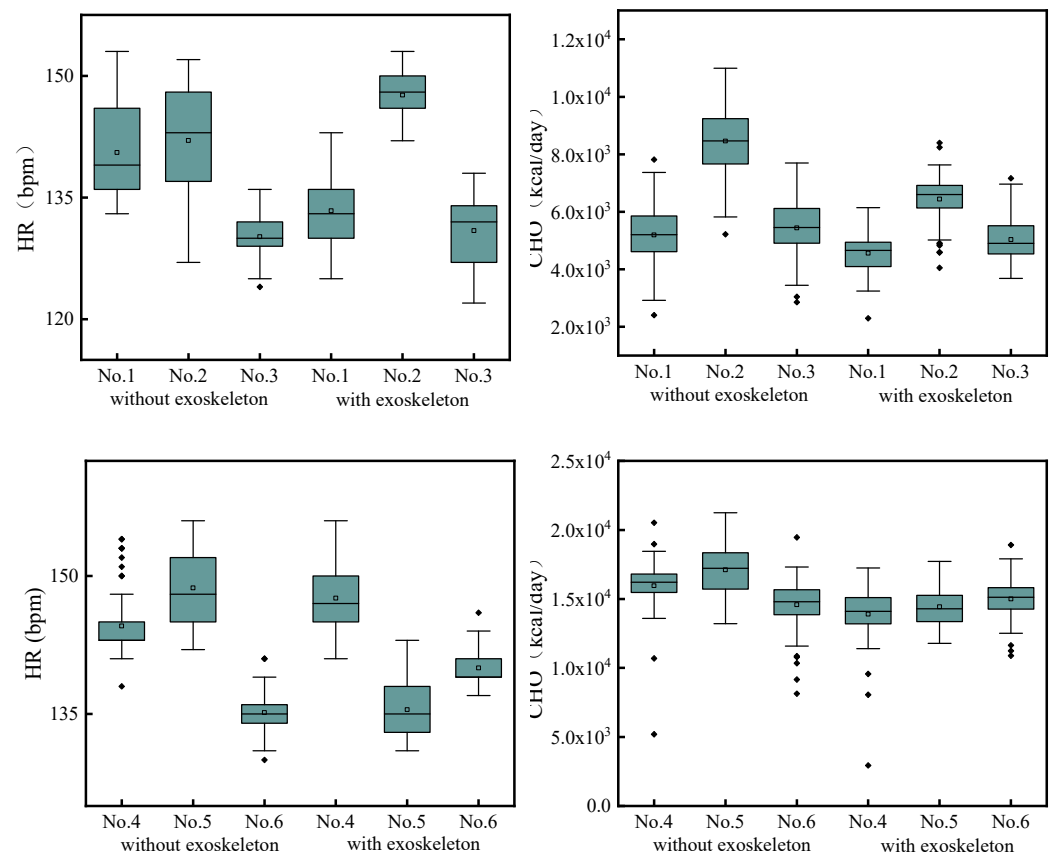 HR（bpm）
150
135
120
No.1 No.2 No.3 No.1 No.2 No.3
without exoskeleton with exoskeleton
CHO（kcal/day）
1.2x10⁴
1.0x10⁴
8.0x10³
6.0x10³
4.0x10³
2.0x10³
No.1 No.2 No.3 No.1 No.2 No.3
without exoskeleton with exoskeleton
HR (bpm)
150
135
No.4 No.5 No.6 No.4 No.5 No.6
without exoskeleton with exoskeleton
CHO（kcal/day）
2.5x10⁴
2.0x10⁴
1.5x10⁴
1.0x10⁴
5.0x10³
0.0
No.4 No.5 No.6 No.4 No.5 No.6
without exoskeleton with exoskeleton